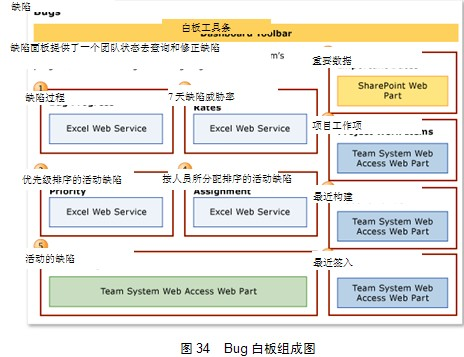 缺陷
Bugs
白板工具条
Dashboard Toolbar
缺陷面板提供了一个团队状态去查询和修正缺陷
m's
重要数据
SharePoint Web
Part
缺陷过程
Excel Web Service
7 天缺陷威胁率
Rates
Excel Web Service
项目工作项
Team System Web
Access Web Part
优先级排序的活动缺陷
Priority
Excel Web Service
按人员所分配排序的活动缺陷
Assignment
Excel Web Service
最近构建
Team System Web
Access Web Part
5
活动的缺陷
Team System Web Access Web Part
最近签入
Team System Web
Access Web Part
图 34 Bug 白板组成图